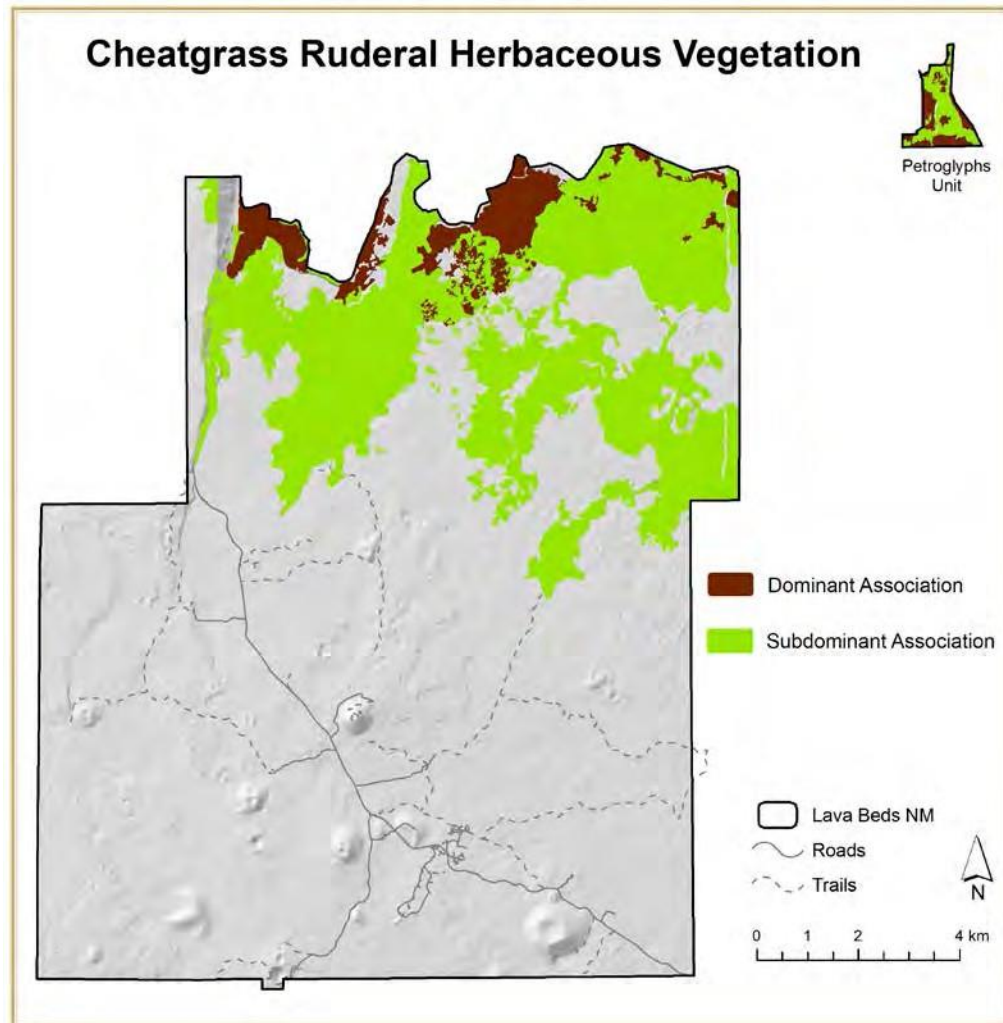 Cheatgrass Ruderal Herbaceous Vegetation
Petroglyphs
Unit
Dominant Association
Subdominant Association
Lava Beds NM
Roads
Trails
N
0 1 2 4 km